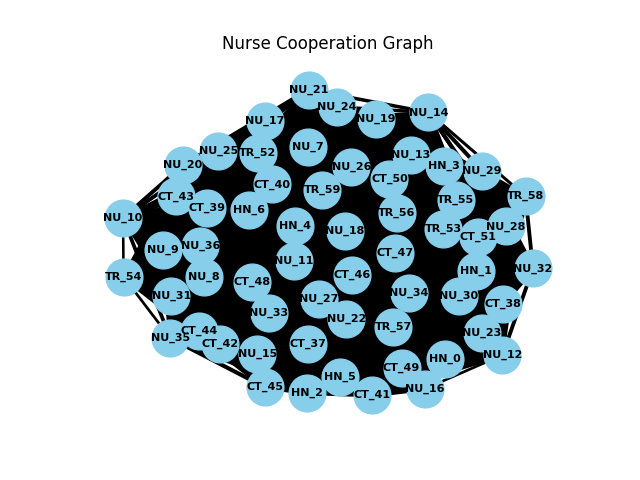 Nurse Cooperation Graph
NU_21
NU_24
NU_14
NU_19
NU_17
NU_7
NU_25
TR_52
NU_13
NU_20
NU_26
HN_3
NU_29
CT_50
CT_40
TR_59
CT_43
TR_58
TR_55
CT_39
HN_6
TR_56
NU_10
HN_4
NU_18
TR_53
NU_28
CT_51
NU_36
NU_9
CT_47
NU_11
NU_32
HN_1
TR_54
NU_8
CT_46
CT_48
NU_34
NU_31
NU_30
NU_27
CT_38
NU_33
NU_22
TR_57
CT_44
NU_23
NU_35
CT_42
CT_37
NU_15
NU_12
HN_0
CT_49
HN_5
CT_45
NU_16
HN_2
CT_41